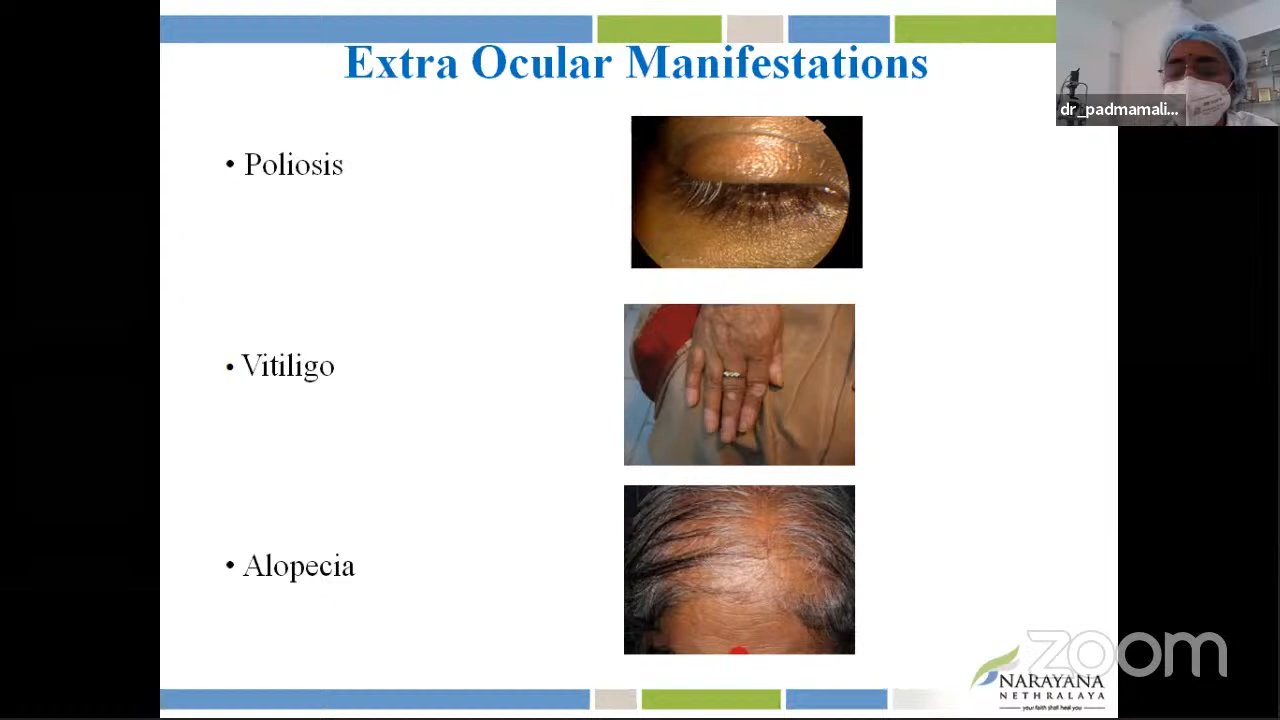 Extra Ocular Manifestations
dr_padmamali...
• Poliosis
• Vitiligo
• Alopecia
zoom
NARAYANA
NETHRALAYA
your faith shall heal you